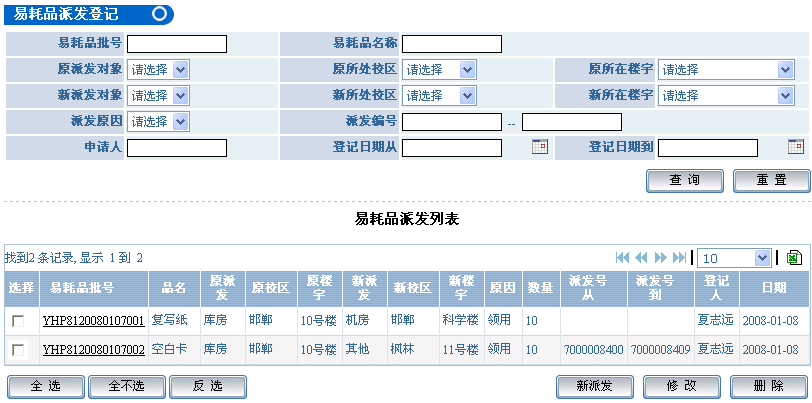 易耗品派发登记
易耗品批号 易耗品名称
原派发对象 请选择 原所处校区 请选择 原所在楼宇 请选择
新派发对象 请选择 新所处校区 请选择 新所在楼宇 请选择
派发原因 请选择 派发编号 --
申请人 登记日期从 登记日期到
查 询 重 置
易耗品派发列表
找到2 条记录, 显示 1 到 2 10
选择 易耗品批号 品名 原派发 原校区 原楼宇 新派发 新校区 新楼宇 原因 数量 派发号从 派发号到 登记人 日期
YHP8120080107001 复写纸 库房 邯郸 10号楼 机房 邯郸 科学楼 领用 10 夏志远 2008-01-08
YHP8120080107002 空白卡 库房 邯郸 10号楼 其他 枫林 11号楼 领用 10 7000008400 7000008409 夏志远 2008-01-08
全 选 全不选 反 选 新派发 修 改 删 除